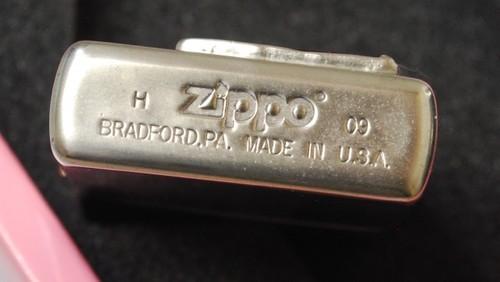 H Zippo® 09
BRADFORD,PA. MADE IN U.S.A.